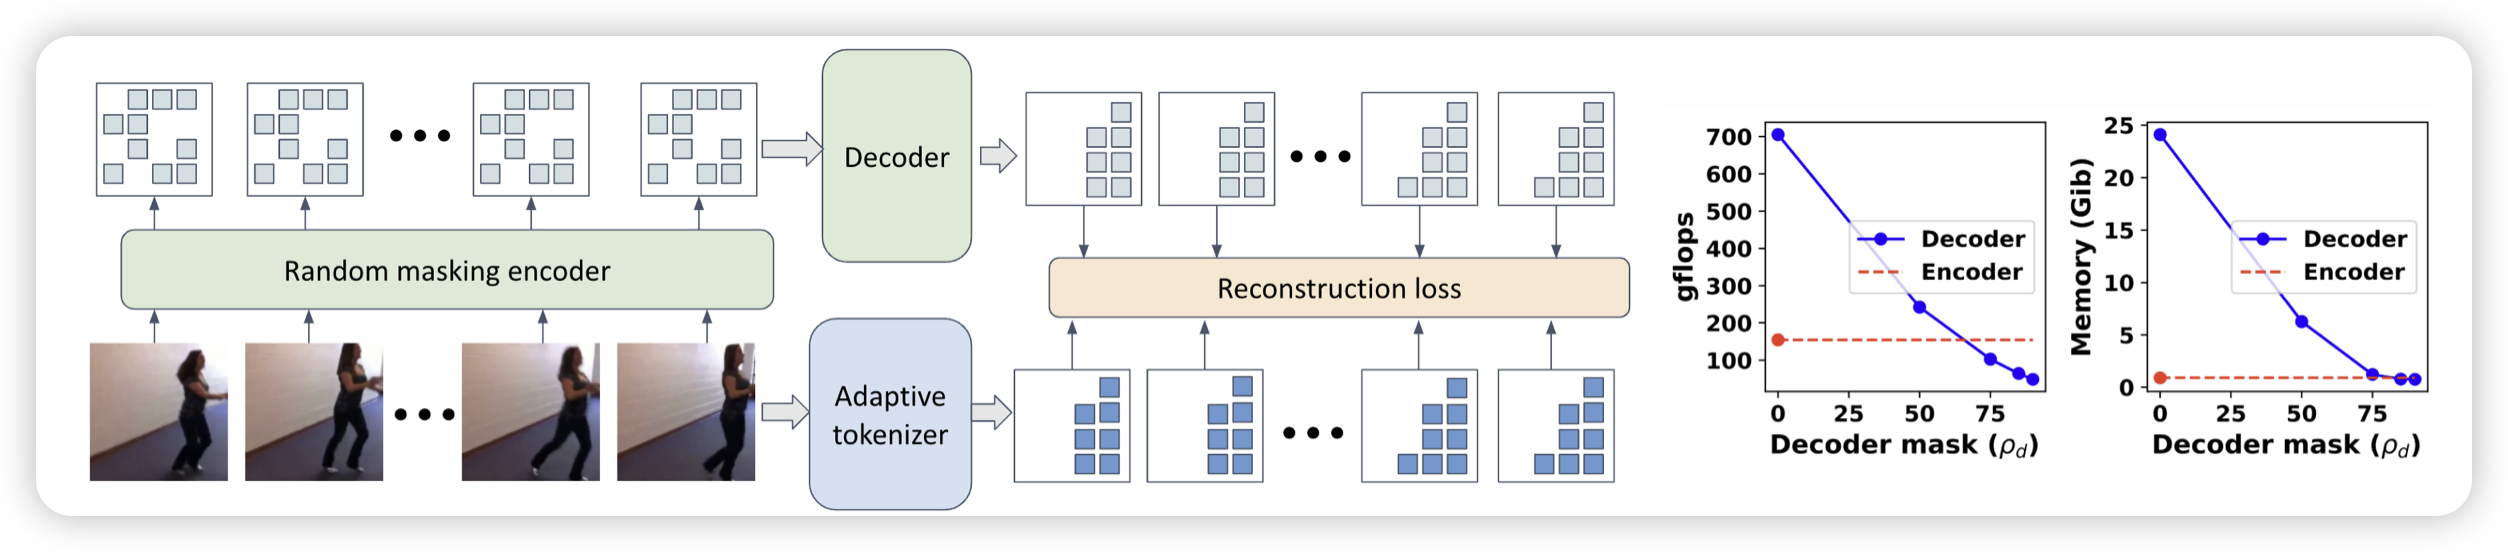 Random masking encoder
Decoder
Adaptive
tokenizer
Reconstruction loss
700
600
500
400
300
200
100
gflops
Decoder
Encoder
0 25 50 75
Decoder mask (ρd)
25
20
15
10
5
0
Memory (Gib)
Decoder
Encoder
0 25 50 75
Decoder mask (ρd)